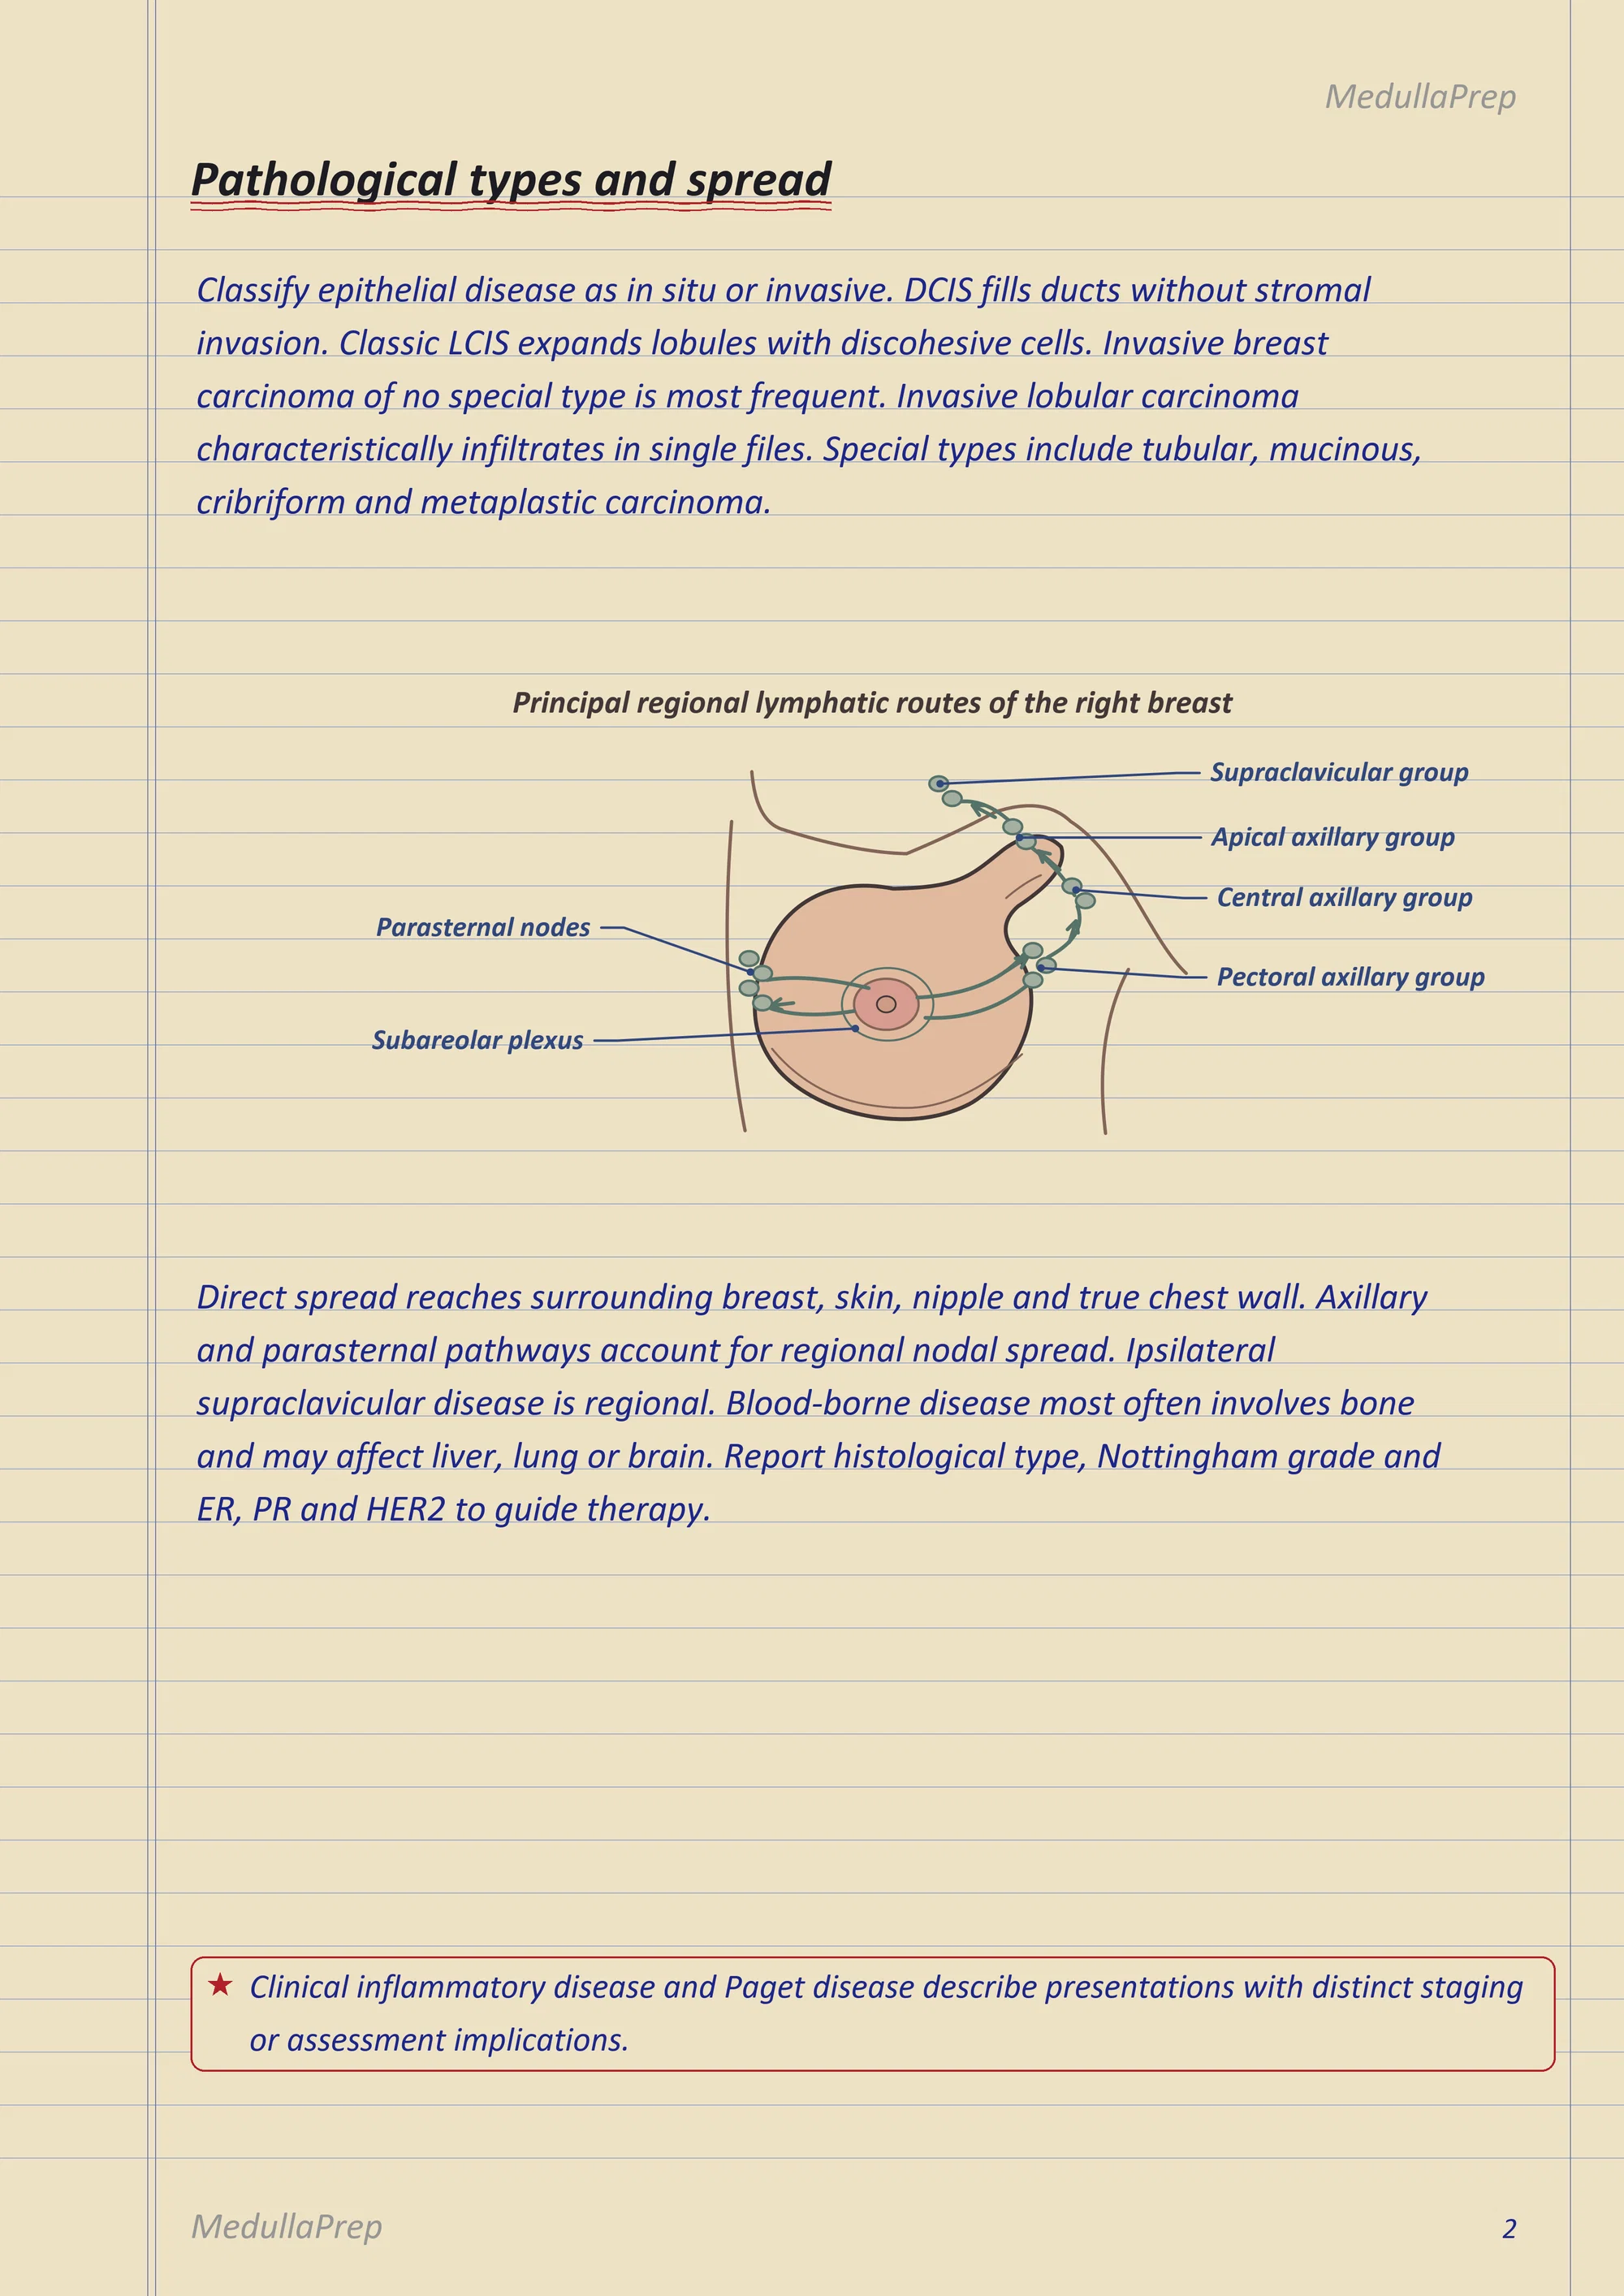 MedullaPrep
Pathological types and spread
Classify epithelial disease as in situ or invasive. DCIS fills ducts without stromal
invasion. Classic LCIS expands lobules with discohesive cells. Invasive breast
carcinoma of no special type is most frequent. Invasive lobular carcinoma
characteristically infiltrates in single files. Special types include tubular, mucinous,
cribriform and metaplastic carcinoma.
Principal regional lymphatic routes of the right breast
Supraclavicular group
Apical axillary group
Central axillary group
Parasternal nodes
Pectoral axillary group
Subareolar plexus
Direct spread reaches surrounding breast, skin, nipple and true chest wall. Axillary
and parasternal pathways account for regional nodal spread. Ipsilateral
supraclavicular disease is regional. Blood-borne disease most often involves bone
and may affect liver, lung or brain. Report histological type, Nottingham grade and
ER, PR and HER2 to guide therapy.
★ Clinical inflammatory disease and Paget disease describe presentations with distinct staging
or assessment implications.
MedullaPrep
2